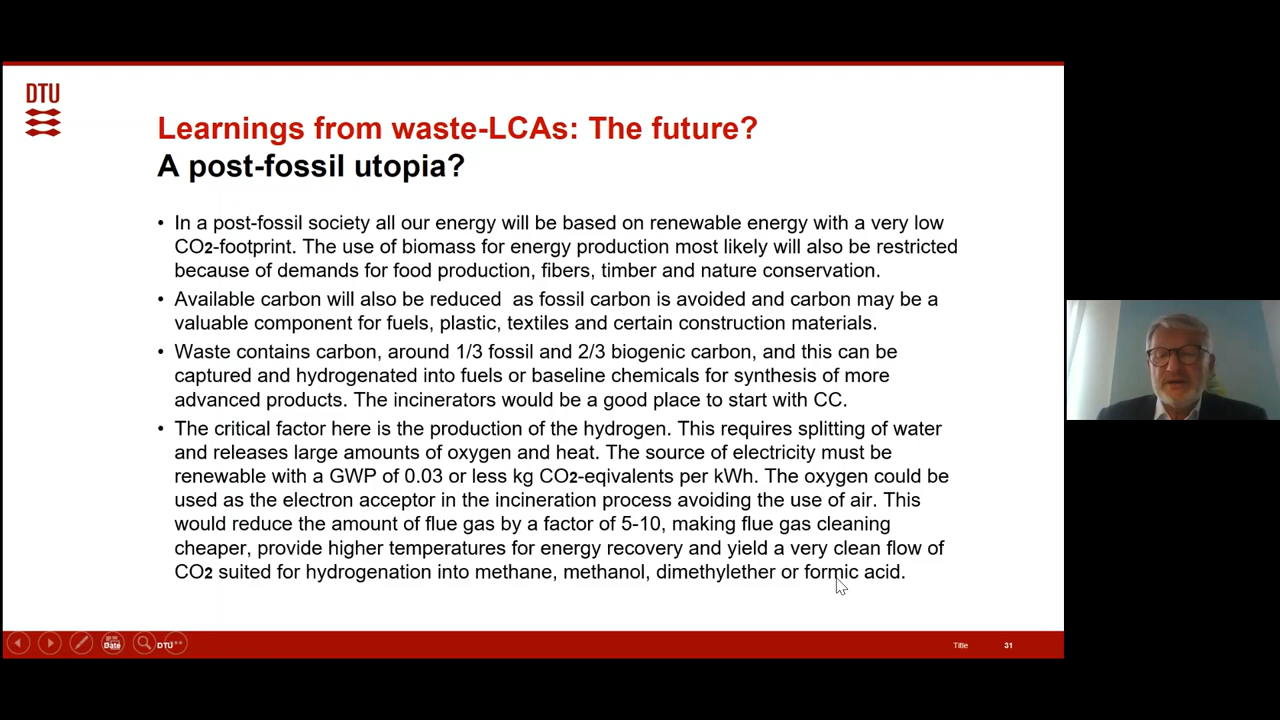 DTU
Learnings from waste-LCAs: The future?
A post-fossil utopia?
• In a post-fossil society all our energy will be based on renewable energy with a very low
CO2-footprint. The use of biomass for energy production most likely will also be restricted
because of demands for food production, fibers, timber and nature conservation.
• Available carbon will also be reduced as fossil carbon is avoided and carbon may be a
valuable component for fuels, plastic, textiles and certain construction materials.
• Waste contains carbon, around 1/3 fossil and 2/3 biogenic carbon, and this can be
captured and hydrogenated into fuels or baseline chemicals for synthesis of more
advanced products. The incinerators would be a good place to start with CC.
• The critical factor here is the production of the hydrogen. This requires splitting of water
and releases large amounts of oxygen and heat. The source of electricity must be
renewable with a GWP of 0.03 or less kg CO2-eqivalents per kWh. The oxygen could be
used as the electron acceptor in the incineration process avoiding the use of air. This
would reduce the amount of flue gas by a factor of 5-10, making flue gas cleaning
cheaper, provide higher temperatures for energy recovery and yield a very clean flow of
CO2 suited for hydrogenation into methane, methanol, dimethylether or formic acid.
Date DTU Title 31